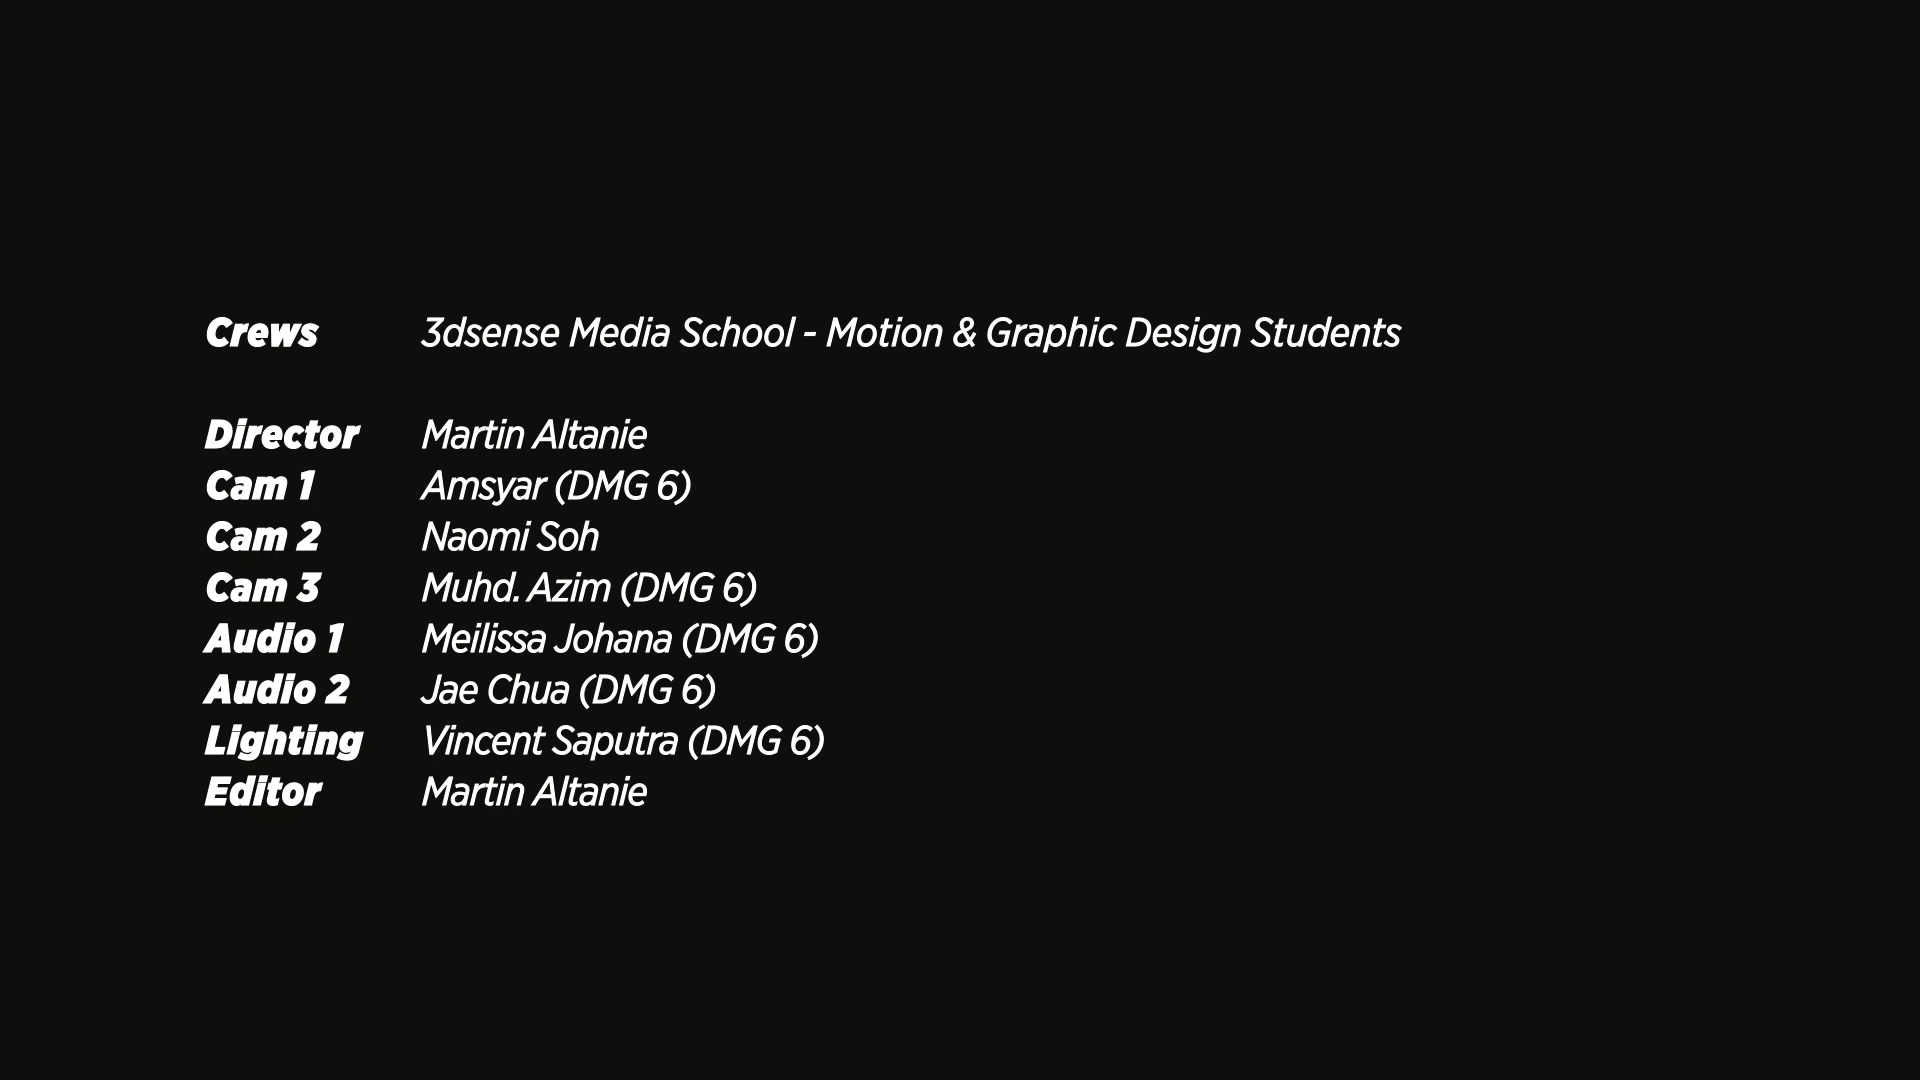 Crews 3dsense Media School - Motion & Graphic Design Students
Director Martin Altanie
Cam 1 Amsyar (DMG 6)
Cam 2 Naomi Soh
Cam 3 Muhd. Azim (DMG 6)
Audio 1 Meilissa Johana (DMG 6)
Audio 2 Jae Chua (DMG 6)
Lighting Vincent Saputra (DMG 6)
Editor Martin Altanie